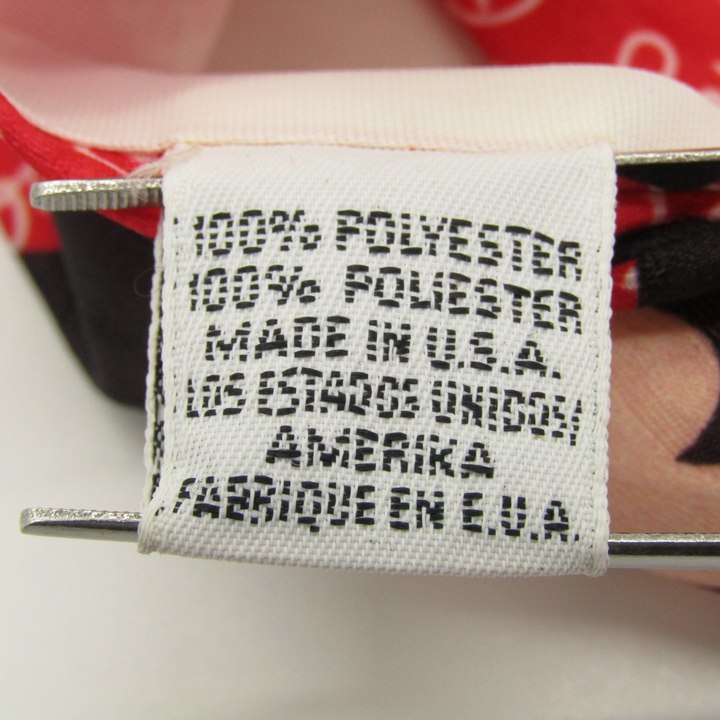 100% POLYESTER
100% POLIESTER
MADE IN U.S.A.
LOS ESTADOS UNIDOS/
AMERIKA
FABRIQUE EN E.U.A.